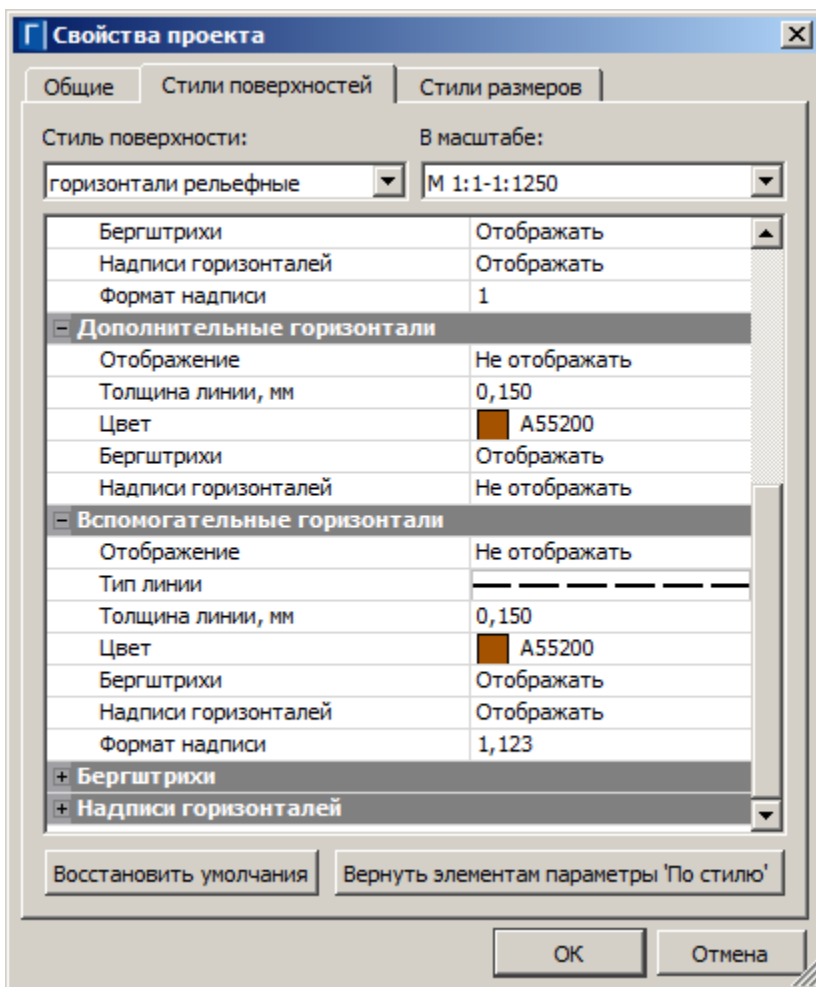 Г Свойства проекта
Общие Стили поверхностей Стили размеров
Стиль поверхности: В масштабе:
горизонтали рельефные М 1:1-1:1250
Бергштрихи Отображать
Надписи горизонталей Отображать
Формат надписи 1
Дополнительные горизонтали
Отображение Не отображать
Толщина линии, мм 0,150
Цвет A55200
Бергштрихи Отображать
Надписи горизонталей Не отображать
Вспомогательные горизонтали
Отображение Не отображать
Тип линии
Толщина линии, мм 0,150
Цвет A55200
Бергштрихи Отображать
Надписи горизонталей Отображать
Формат надписи 1,123
Бергштрихи
Надписи горизонталей
Восстановить умолчания Вернуть элементам параметры 'По стилю'
ОК Отмена